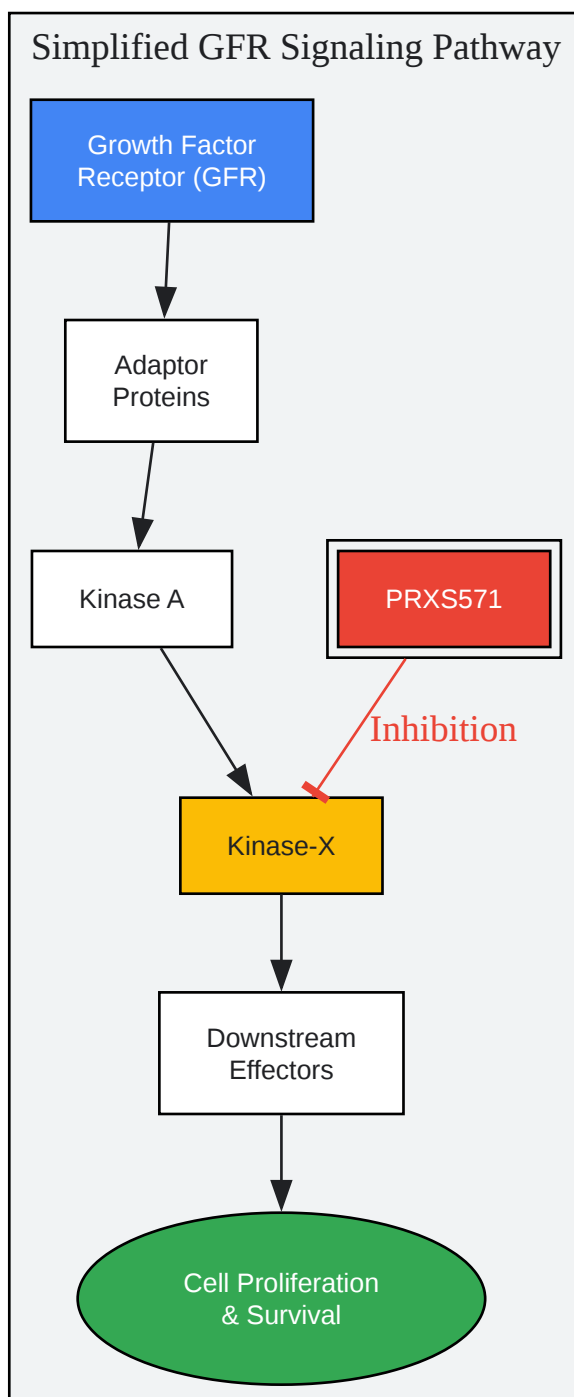 Simplified GFR Signaling Pathway
Growth Factor
Receptor (GFR)
Adaptor
Proteins
Kinase A
PRXS571
Inhibition
Kinase-X
Downstream
Effectors
Cell Proliferation
& Survival